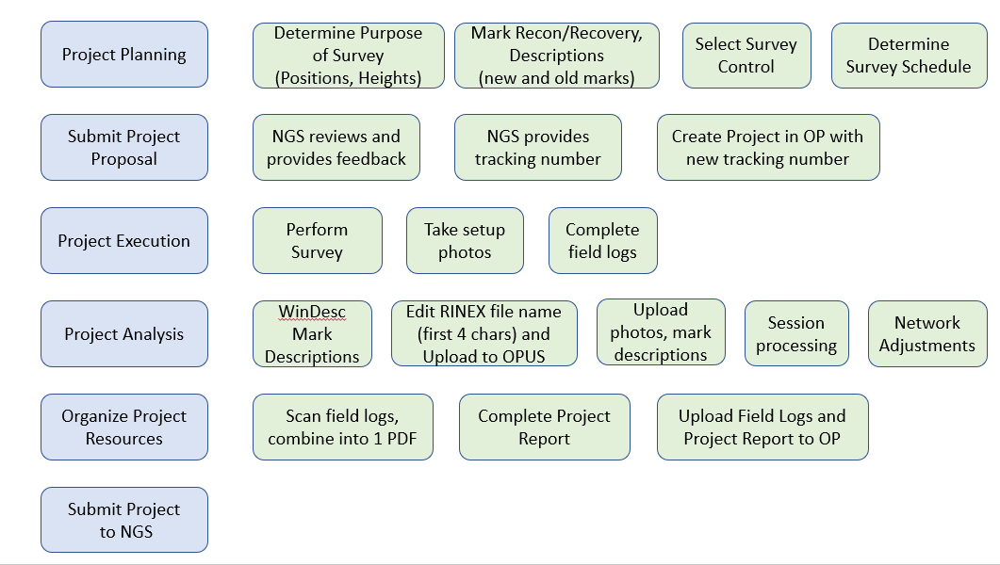 Project Planning
Determine Purpose
of Survey
(Positions, Heights)
Mark Recon/Recovery,
Descriptions
(new and old marks)
Select Survey
Control
Determine
Survey Schedule
Submit Project
Proposal
NGS reviews and
provides feedback
NGS provides
tracking number
Create Project in OP with
new tracking number
Project Execution
Perform
Survey
Take setup
photos
Complete
field logs
Project Analysis
WinDesc
Mark
Descriptions
Edit RINEX file name
(first 4 chars) and
Upload to OPUS
Upload
photos, mark
descriptions
Session
processing
Network
Adjustments
Organize Project
Resources
Scan field logs,
combine into 1 PDF
Complete Project
Report
Upload Field Logs and
Project Report to OP
Submit Project
to NGS